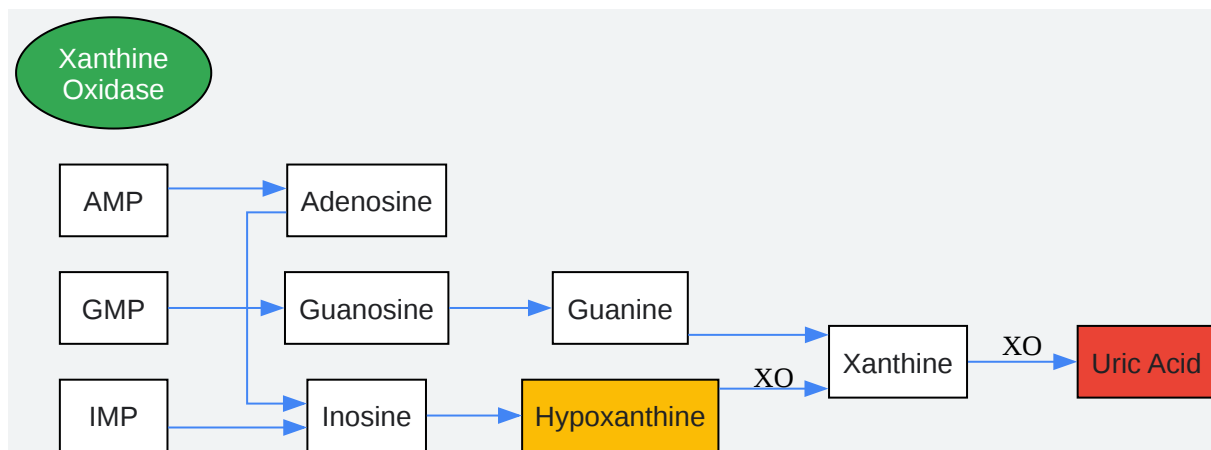 Xanthine
Oxidase
AMP
Adenosine
GMP
Guanosine
Guanine
Xanthine
XO
Uric Acid
IMP
Inosine
Hypoxanthine
XO